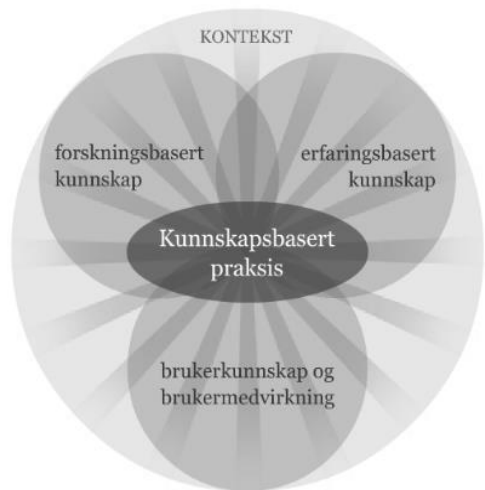 KONTEKST
forskningsbasert
kunnskap
erfaringsbasert
kunnskap
Kunnskapsbasert
praksis
brukerkunnskap og
brukermedvirkning